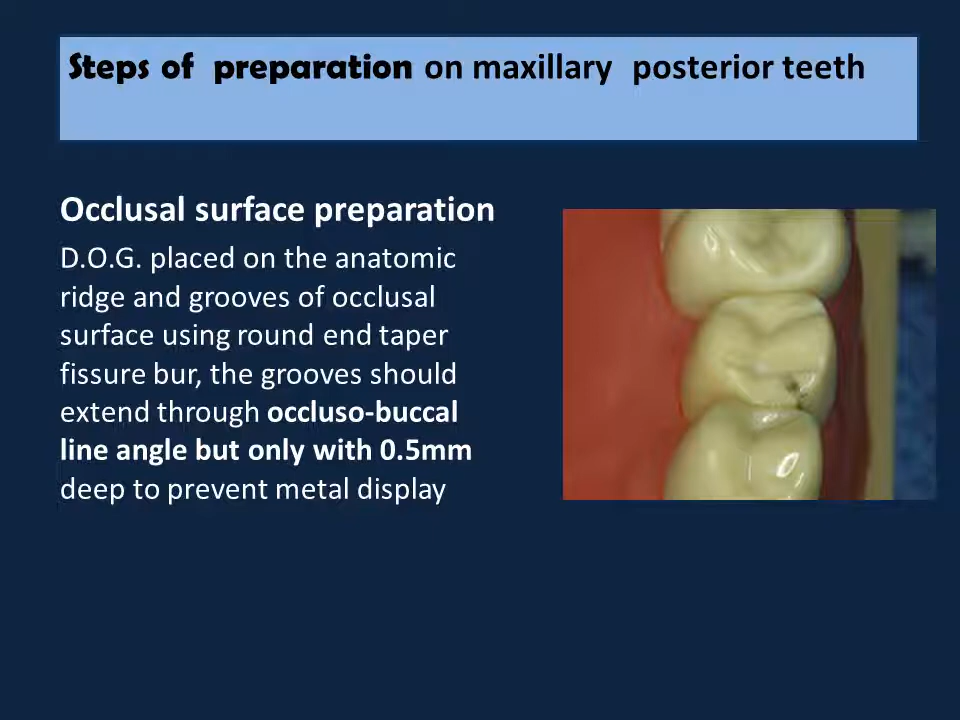 Steps of preparation on maxillary posterior teeth
Occlusal surface preparation
D.O.G. placed on the anatomic
ridge and grooves of occlusal
surface using round end taper
fissure bur, the grooves should
extend through occluso-buccal
line angle but only with 0.5mm
deep to prevent metal display